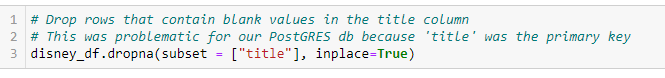 1 # Drop rows that contain blank values in the title column
2 # This was problematic for our PostGRES db because 'title' was the primary key
3 disney_df.dropna(subset = ["title"], inplace=True)